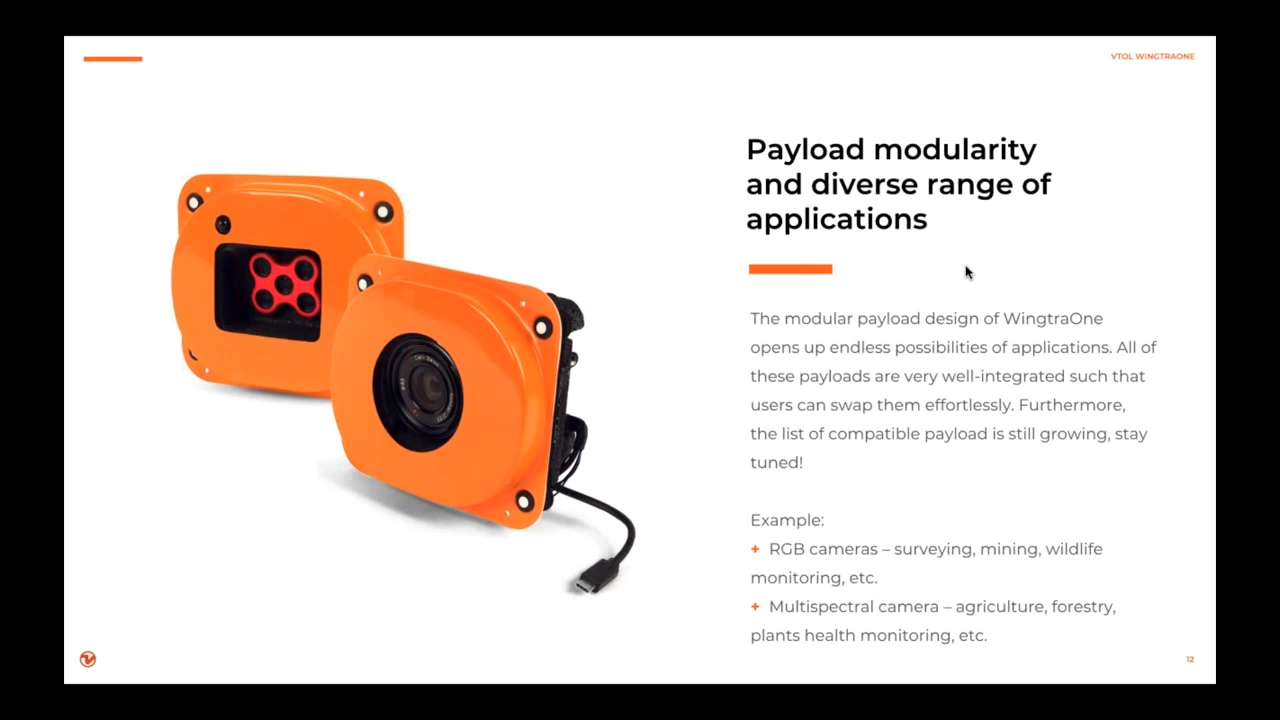 VTOL WINGTRAONE
Payload modularity
and diverse range of
applications
The modular payload design of WingtraOne
opens up endless possibilities of applications. All of
these payloads are very well-integrated such that
users can swap them effortlessly. Furthermore,
the list of compatible payload is still growing, stay
tuned!
Example:
+ RGB cameras – surveying, mining, wildlife
monitoring, etc.
+ Multispectral camera – agriculture, forestry,
plants health monitoring, etc.
12